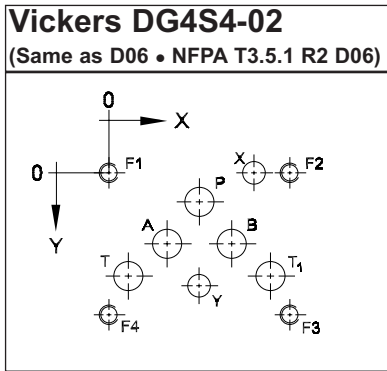 Vickers DG4S4-02
(Same as D06 • NFPA T3.5.1 R2 D06)
0
X
0
F1
X
F2
P
Y
A
B
T
T1
Y
F4
F3